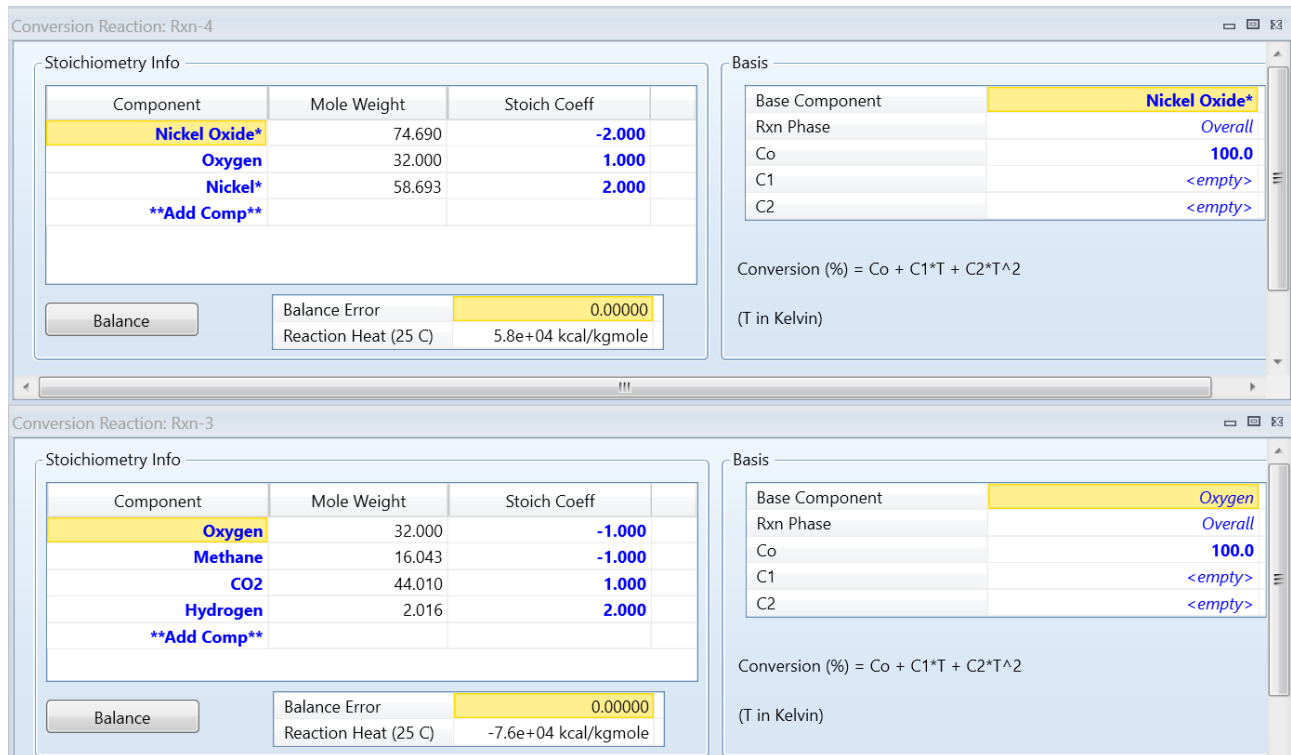 Conversion Reaction: Rxn-4
Stoichiometry Info
Component Mole Weight Stoich Coeff
Nickel Oxide* 74.690 -2.000
Oxygen 32.000 1.000
Nickel* 58.693 2.000
**Add Comp**
Balance
Balance Error 0.00000
Reaction Heat (25 C) 5.8e+04 kcal/kgmole
Basis
Base Component Nickel Oxide*
Rxn Phase Overall
Co 100.0
C1 <empty>
C2 <empty>
Conversion (%) = Co + C1*T + C2*T^2
(T in Kelvin)
Conversion Reaction: Rxn-3
Stoichiometry Info
Component Mole Weight Stoich Coeff
Oxygen 32.000 -1.000
Methane 16.043 -1.000
CO2 44.010 1.000
Hydrogen 2.016 2.000
**Add Comp**
Balance
Balance Error 0.00000
Reaction Heat (25 C) -7.6e+04 kcal/kgmole
Basis
Base Component Oxygen
Rxn Phase Overall
Co 100.0
C1 <empty>
C2 <empty>
Conversion (%) = Co + C1*T + C2*T^2
(T in Kelvin)